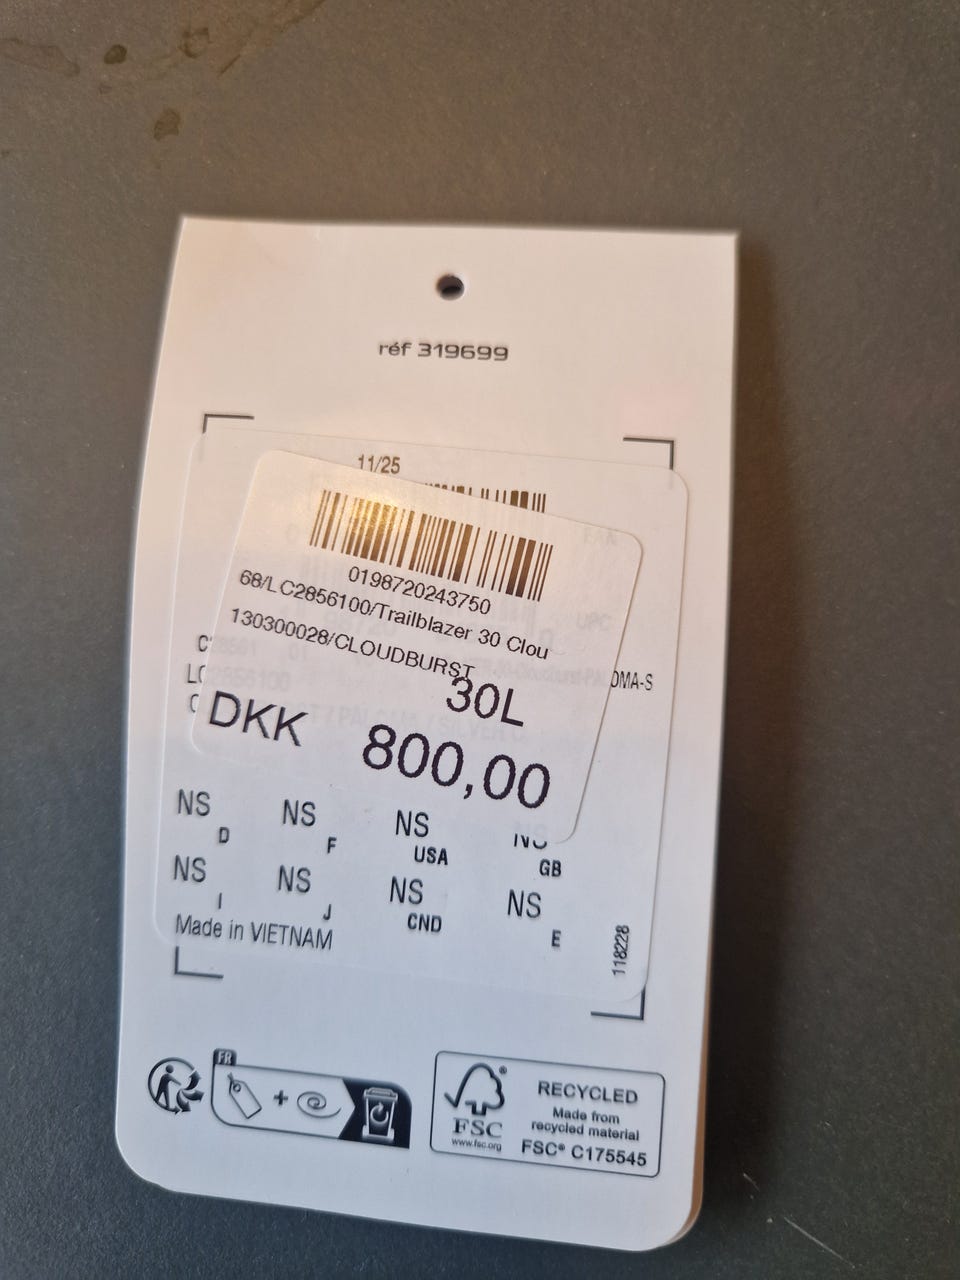 réf 319699
11/25
0198720243750
68/LC2856100/Trailblazer 30 Clou
130300028/CLOUDBURST
30L
DKK 800,00
OMA-S
NS D NS F NS USA NS GB
NS I NS J NS CND NS E
Made in VIETNAM
118228
FR
FSC®
www.fsc.org
RECYCLED
Made from
recycled material
FSC® C175545